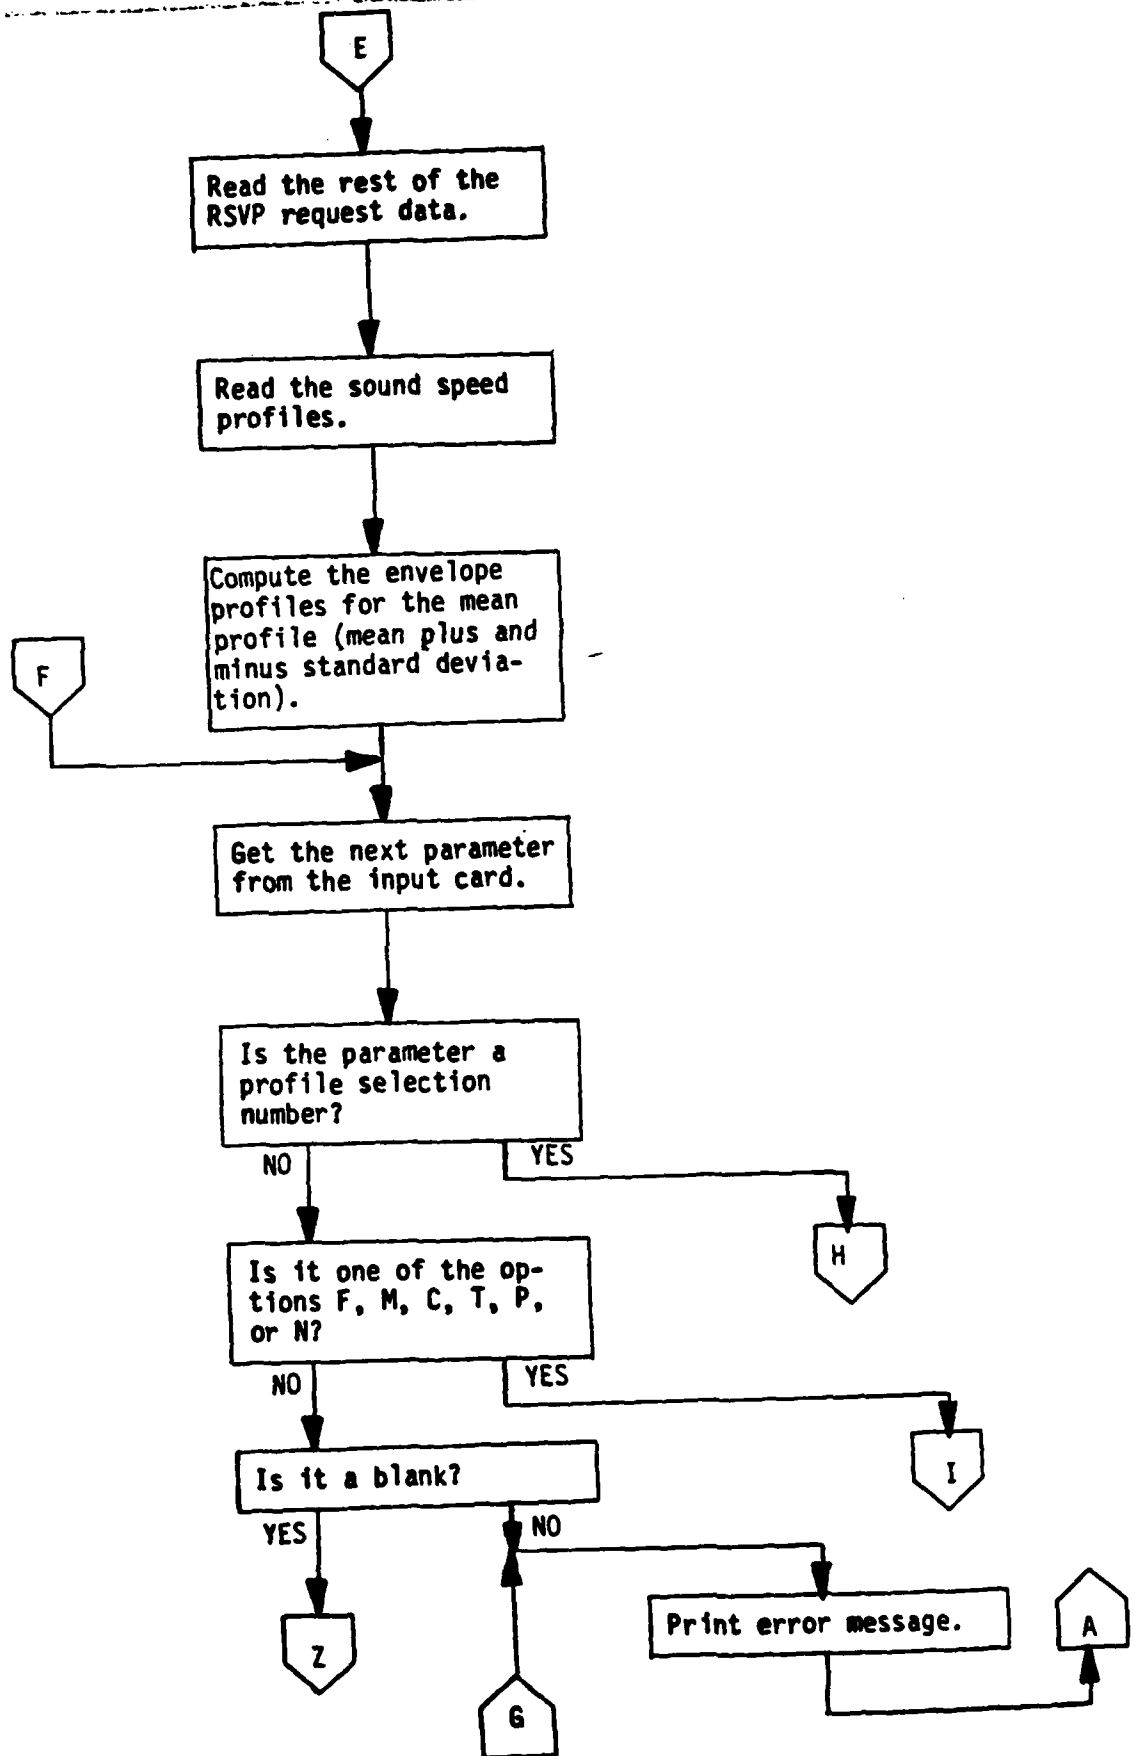 E
Read the rest of the
RSVP request data.
Read the sound speed
profiles.
Compute the envelope
profiles for the mean
profile (mean plus and
minus standard devia-
tion).
F
Get the next parameter
from the input card.
Is the parameter a
profile selection
number?
NO
YES
H
Is it one of the op-
tions F, M, C, T, P,
or N?
NO
YES
I
Is it a blank?
YES
NO
Print error message.
A
Z
G